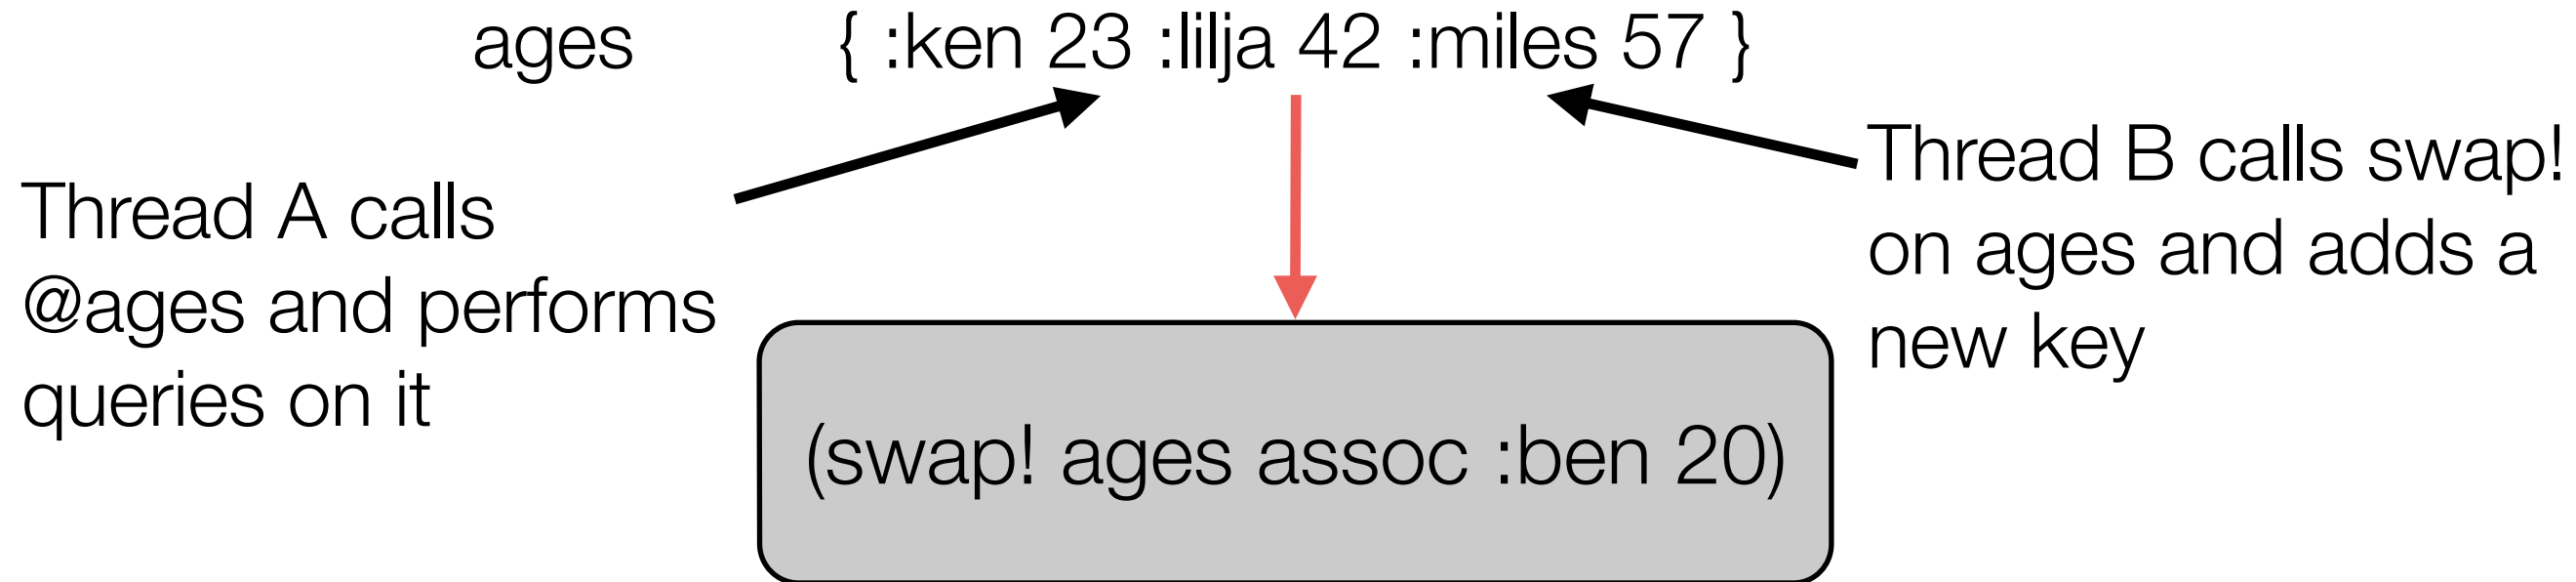 ages { :ken 23 :lilja 42 :miles 57 }
Thread A calls
@ages and performs
queries on it
Thread B calls swap!
on ages and adds a
new key
(swap! ages assoc :ben 20)